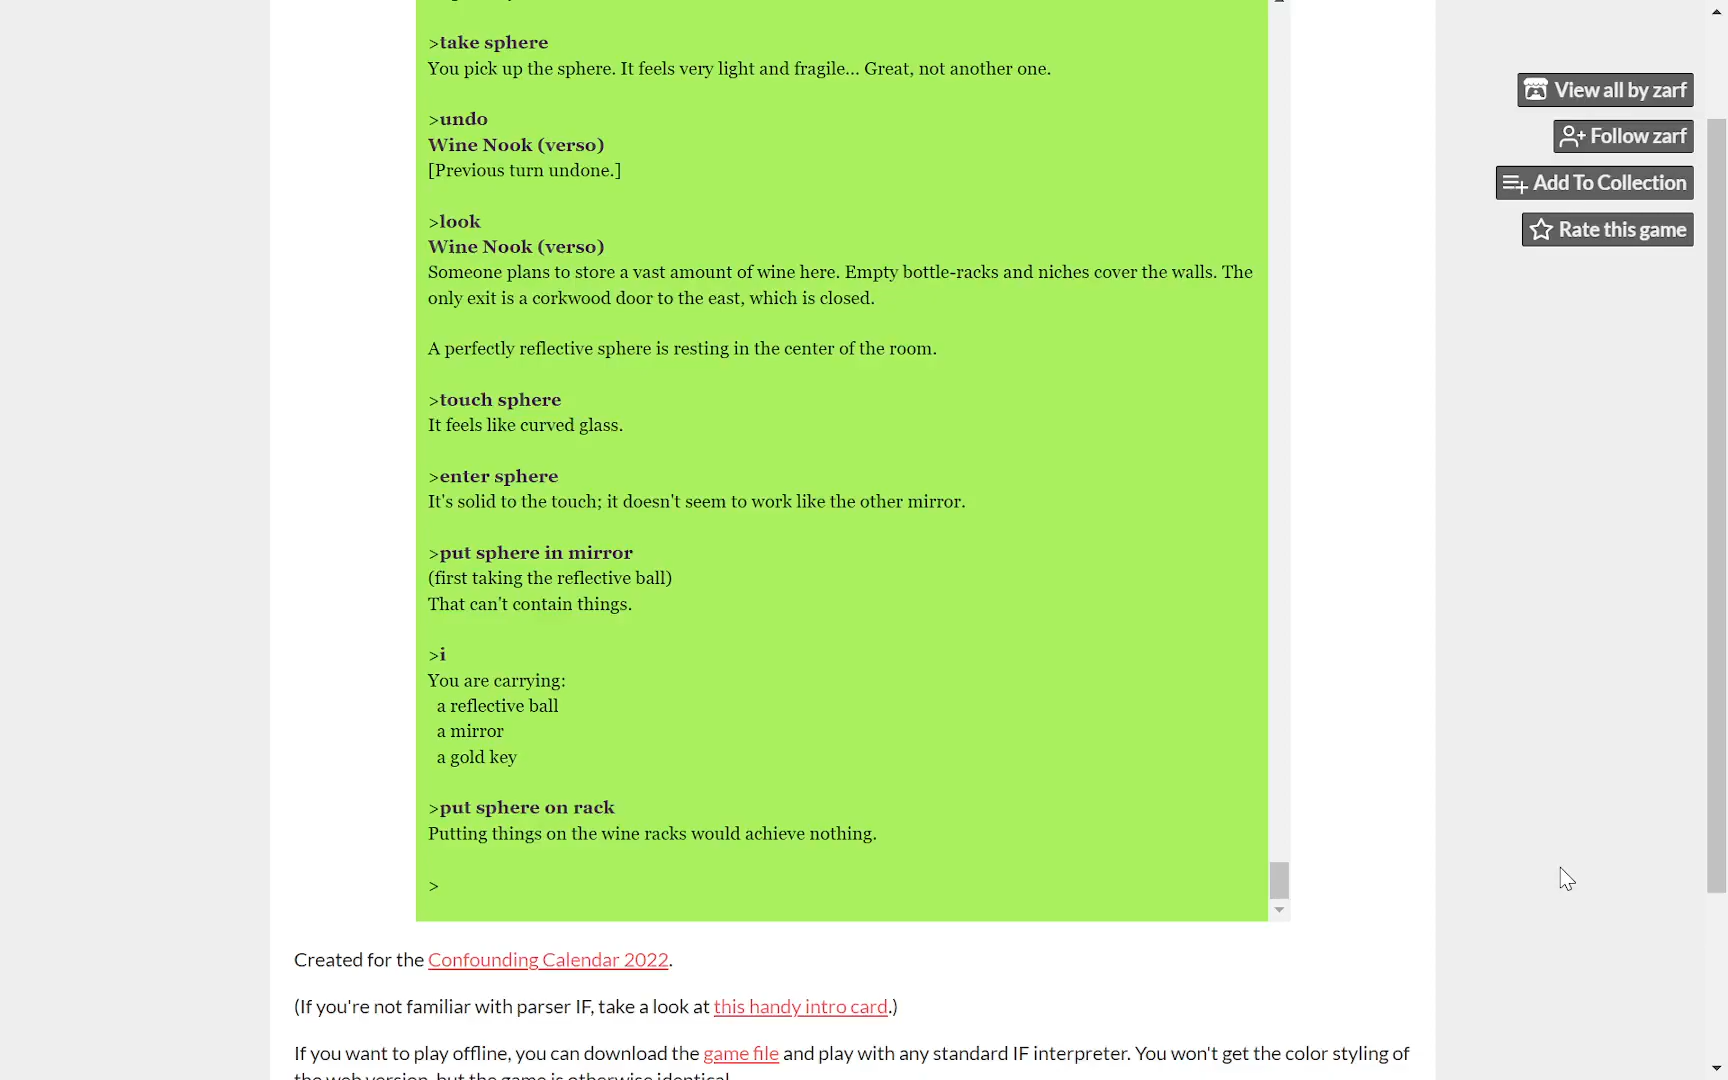 >take sphere
You pick up the sphere. It feels very light and fragile... Great, not another one.
>undo
Wine Nook (verso)
[Previous turn undone.]
>look
Wine Nook (verso)
Someone plans to store a vast amount of wine here. Empty bottle-racks and niches cover the walls. The
only exit is a corkwood door to the east, which is closed.
A perfectly reflective sphere is resting in the center of the room.
>touch sphere
It feels like curved glass.
>enter sphere
It's solid to the touch; it doesn't seem to work like the other mirror.
>put sphere in mirror
(first taking the reflective ball)
That can't contain things.
>i
You are carrying:
a reflective ball
a mirror
a gold key
>put sphere on rack
Putting things on the wine racks would achieve nothing.
>
View all by zarf
Follow zarf
Add To Collection
Rate this game
Created for the Confounding Calendar 2022.
(If you're not familiar with parser IF, take a look at this handy intro card.)
If you want to play offline, you can download the game file and play with any standard IF interpreter. You won't get the color styling of
the web version, but the game is otherwise identical.